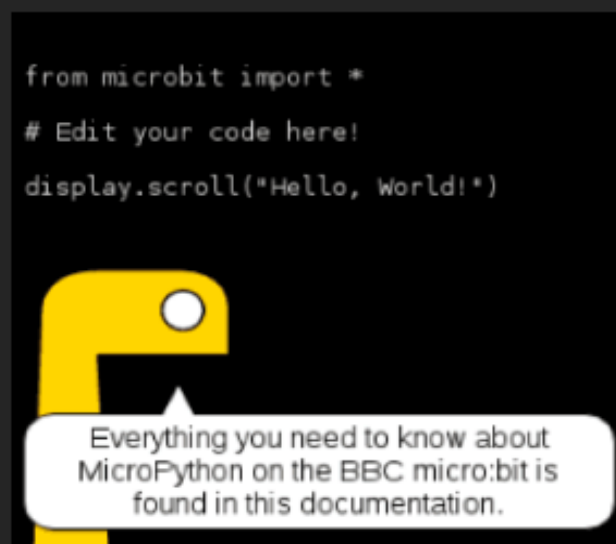 from microbit import *
# Edit your code here!
display.scroll("Hello, World!")
Everything you need to know about
MicroPython on the BBC micro:bit is
found in this documentation.